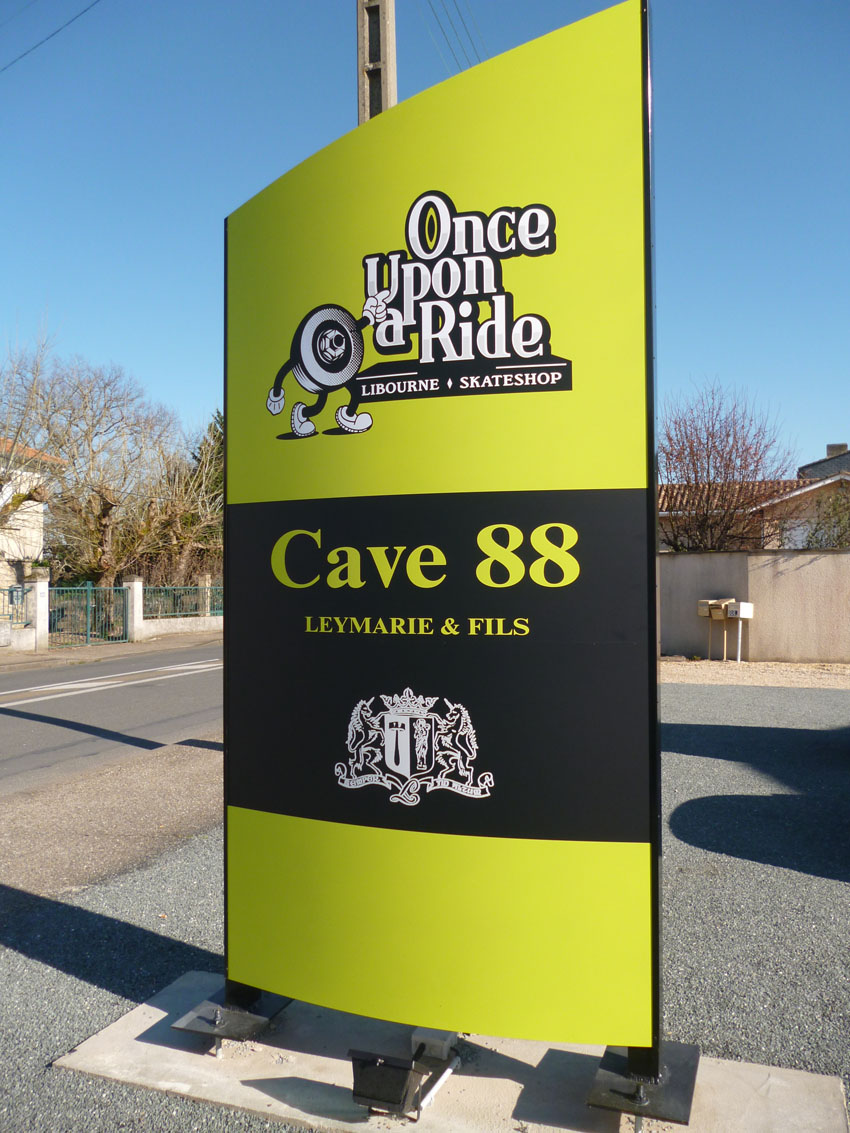 Once
Upon
a Ride
LIBOURNE ♦ SKATESHOP
Cave 88
LEYMARIE & FILS